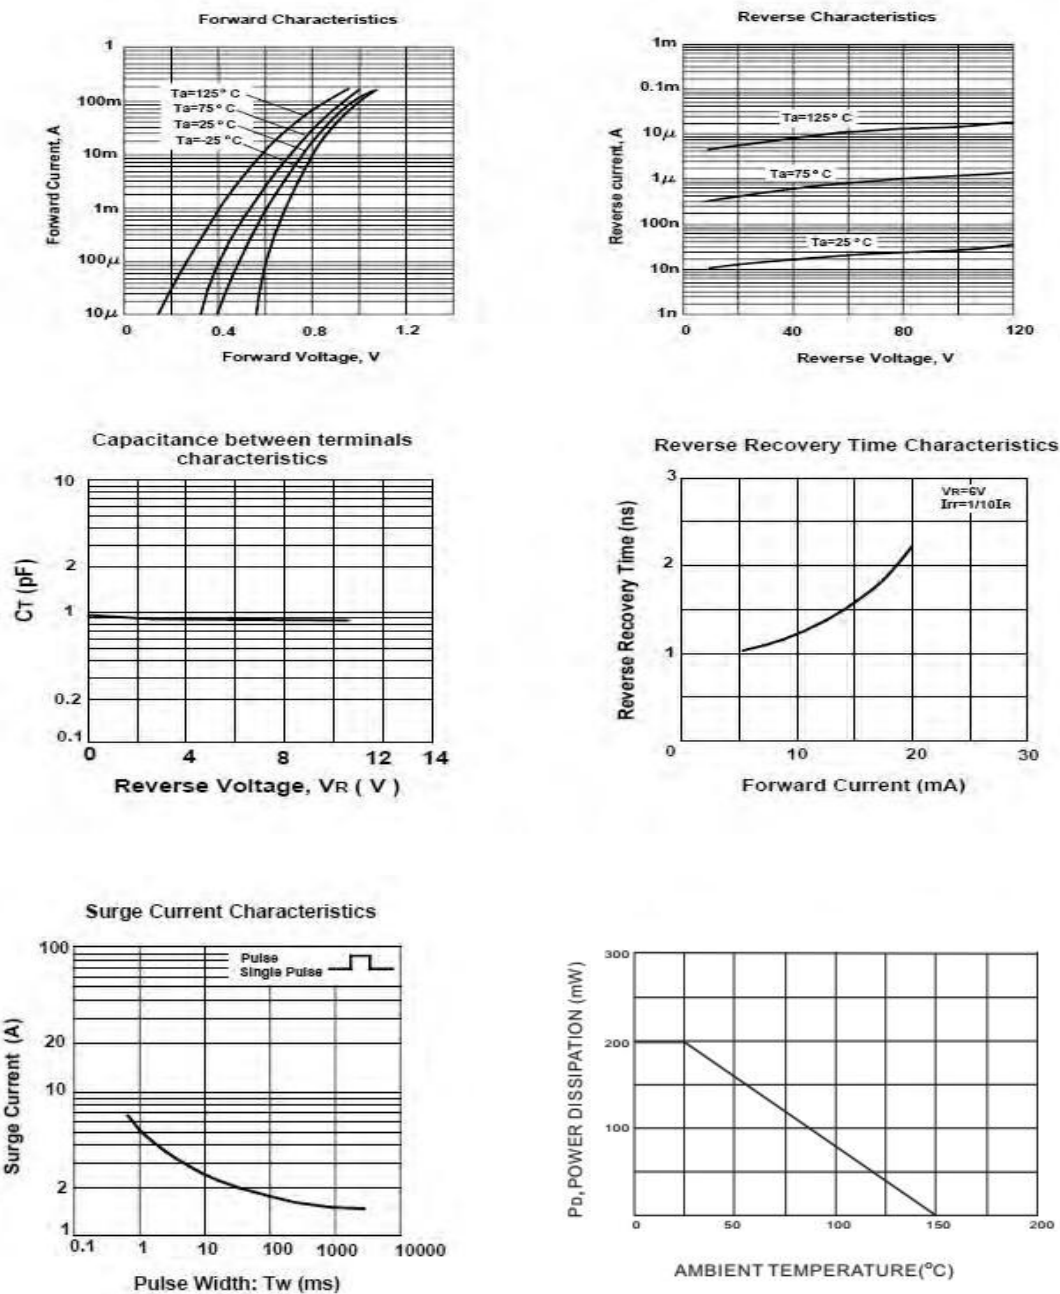 Forward Characteristics
1
100m
10m
1m
100μ
10μ
Forward Current, A
Ta=125°C
Ta=75°C
Ta=25°C
Ta=-25°C
0. 0.4 0.8 1.2
Forward Voltage, V
Reverse Characteristics
1m
0.1m
10μ
1μ
100n
10n
1n
Reverse current, A
Ta=125°C
Ta=75°C
Ta=25°C
0 40 80 120
Reverse Voltage, V
Capacitance between terminals
characteristics
10
2
1
0.2
0.1
CT (pF)
0 4 8 12 14
Reverse Voltage, VR ( V )
Reverse Recovery Time Characteristics
3
2
1
Reverse Recovery Time (ns)
VR=6V
Irr=1/10IR
0 10 20 30
Forward Current (mA)
Surge Current Characteristics
100
20
10
2
1
Surge Current (A)
Pulse
Single Pulse
0.1 1 10 100 1000 10000
Pulse Width: Tw (ms)
300
200
100
PD, POWER DISSIPATION (mW)
0 50 100 150 200
AMBIENT TEMPERATURE(°C)